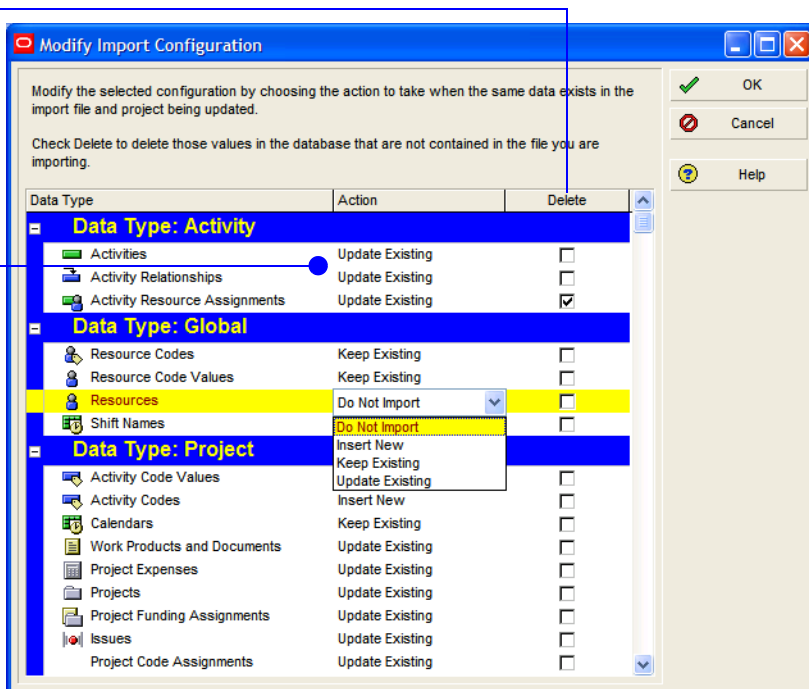 Modify Import Configuration
Modify the selected configuration by choosing the action to take when the same data exists in the
import file and project being updated.
Check Delete to delete those values in the database that are not contained in the file you are
importing.
OK
Cancel
Help
Data Type Action Delete
Data Type: Activity
Activities Update Existing
Activity Relationships Update Existing
Activity Resource Assignments Update Existing
Data Type: Global
Resource Codes Keep Existing
Resource Code Values Keep Existing
Resources Do Not Import
Shift Names Do Not Import
Insert New
Keep Existing
Update Existing
Data Type: Project
Activity Code Values
Activity Codes Insert New
Calendars Keep Existing
Work Products and Documents Update Existing
Project Expenses Update Existing
Projects Update Existing
Project Funding Assignments Update Existing
Issues Update Existing
Project Code Assignments Update Existing